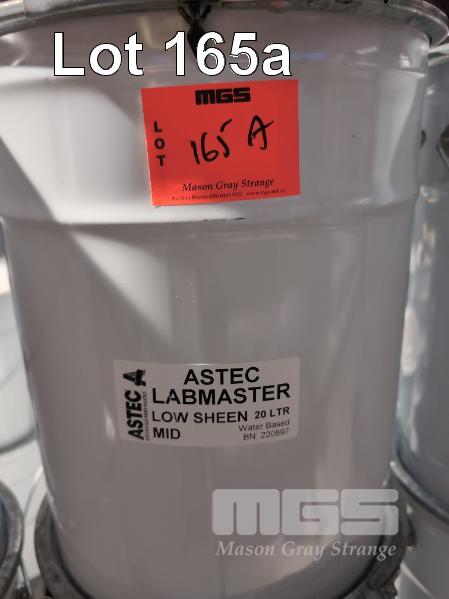 Lot 165a
MGS
LOT
165 A
Mason Gray Strange
ASTEC
ASTEC
LABMASTER
LOW SHEEN 20 LTR
Water Based
MID
BN: 220897
MGS
Mason Gray Strange